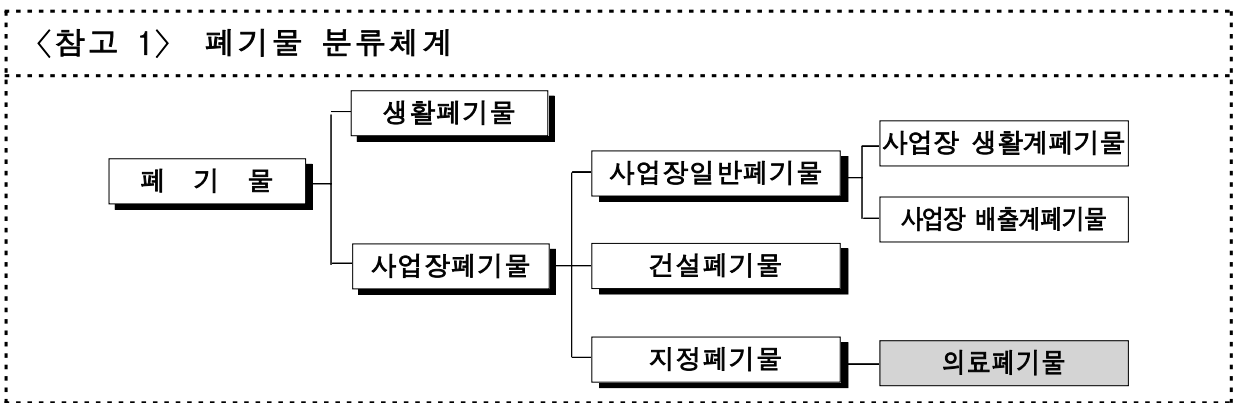 〈참고 1〉 폐기물 분류체계
생활폐기물
폐 기 물
사업장폐기물
사업장일반폐기물
건설폐기물
지정폐기물
사업장 생활계폐기물
사업장 배출계폐기물
의료폐기물